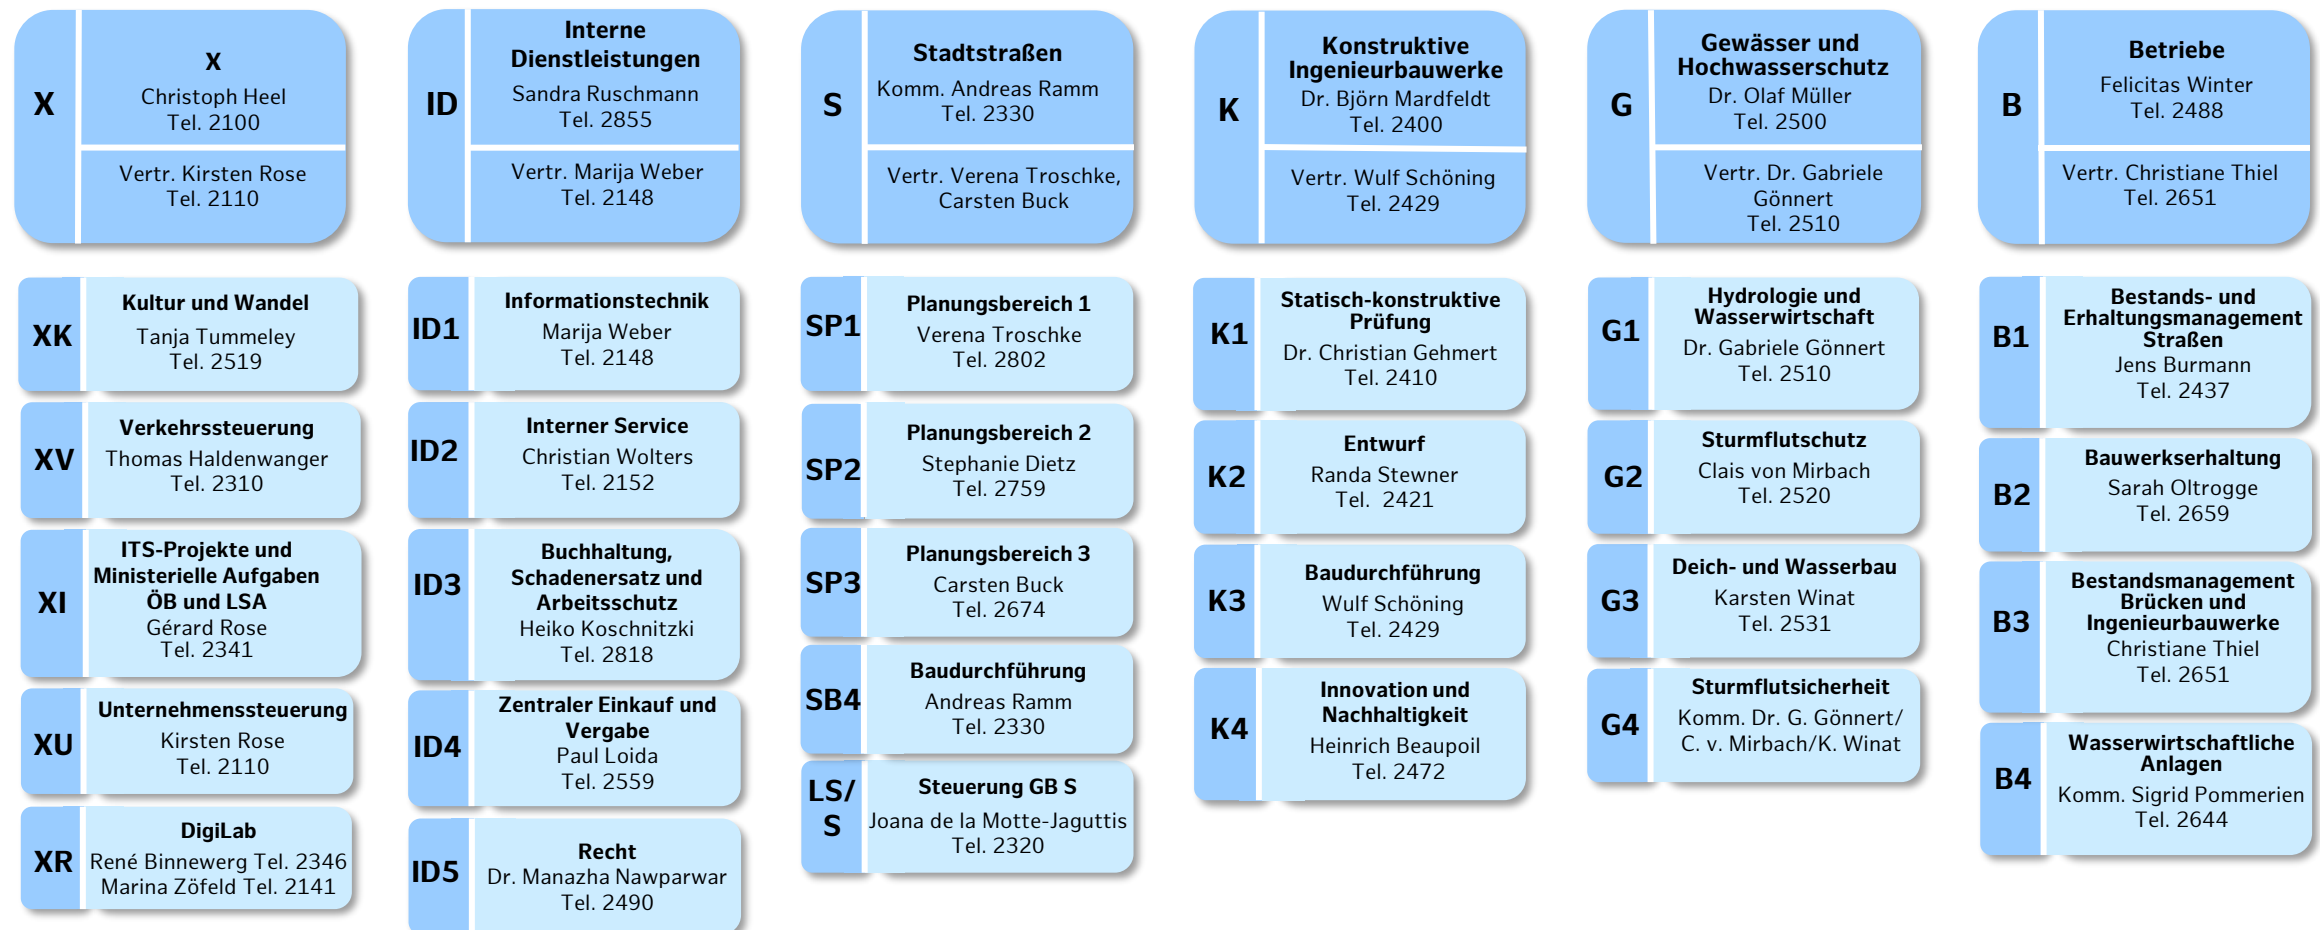 X
X
Christoph Heel
Tel. 2100
Vertr. Kirsten Rose
Tel. 2110
XK
Kultur und Wandel
Tanja Tummeley
Tel. 2519
XV
Verkehrssteuerung
Thomas Haldenwanger
Tel. 2310
XI
ITS-Projekte und
Ministerielle Aufgaben
ÖB und LSA
Gérard Rose
Tel. 2341
XU
Unternehmenssteuerung
Kirsten Rose
Tel. 2110
XR
DigiLab
René Binnewerg Tel. 2346
Marina Zöfeld Tel. 2141
ID
Interne
Dienstleistungen
Sandra Ruschmann
Tel. 2855
Vertr. Marija Weber
Tel. 2148
ID1
Informationstechnik
Marija Weber
Tel. 2148
ID2
Interner Service
Christian Wolters
Tel. 2152
ID3
Buchhaltung,
Schadenersatz und
Arbeitsschutz
Heiko Koschnitzki
Tel. 2818
ID4
Zentraler Einkauf und
Vergabe
Paul Loida
Tel. 2559
ID5
Recht
Dr. Manazha Nawparwar
Tel. 2490
S
Stadtstraßen
Komm. Andreas Ramm
Tel. 2330
Vertr. Verena Troschke,
Carsten Buck
SP1
Planungsbereich 1
Verena Troschke
Tel. 2802
SP2
Planungsbereich 2
Stephanie Dietz
Tel. 2759
SP3
Planungsbereich 3
Carsten Buck
Tel. 2674
SB4
Baudurchführung
Andreas Ramm
Tel. 2330
LS/
S
Steuerung GB S
Joana de la Motte-Jaguttis
Tel. 2320
K
Konstruktive
Ingenieurbauwerke
Dr. Björn Mardfeldt
Tel. 2400
Vertr. Wulf Schöning
Tel. 2429
K1
Statisch-konstruktive
Prüfung
Dr. Christian Gehmert
Tel. 2410
K2
Entwurf
Randa Stewner
Tel. 2421
K3
Baudurchführung
Wulf Schöning
Tel. 2429
K4
Innovation und
Nachhaltigkeit
Heinrich Beaupoil
Tel. 2472
G
Gewässer und
Hochwasserschutz
Dr. Olaf Müller
Tel. 2500
Vertr. Dr. Gabriele
Gönnert
Tel. 2510
G1
Hydrologie und
Wasserwirtschaft
Dr. Gabriele Gönnert
Tel. 2510
G2
Sturmflutschutz
Clais von Mirbach
Tel. 2520
G3
Deich- und Wasserbau
Karsten Winat
Tel. 2531
G4
Sturmflutsicherheit
Komm. Dr. G. Gönnert/
C. v. Mirbach/K. Winat
B
Betriebe
Felicitas Winter
Tel. 2488
Vertr. Christiane Thiel
Tel. 2651
B1
Bestands- und
Erhaltungsmanagement
Straßen
Jens Burmann
Tel. 2437
B2
Bauwerkserhaltung
Sarah Oltrogge
Tel. 2659
B3
Bestandsmanagement
Brücken und
Ingenieurbauwerke
Christiane Thiel
Tel. 2651
B4
Wasserwirtschaftliche
Anlagen
Komm. Sigrid Pommerien
Tel. 2644